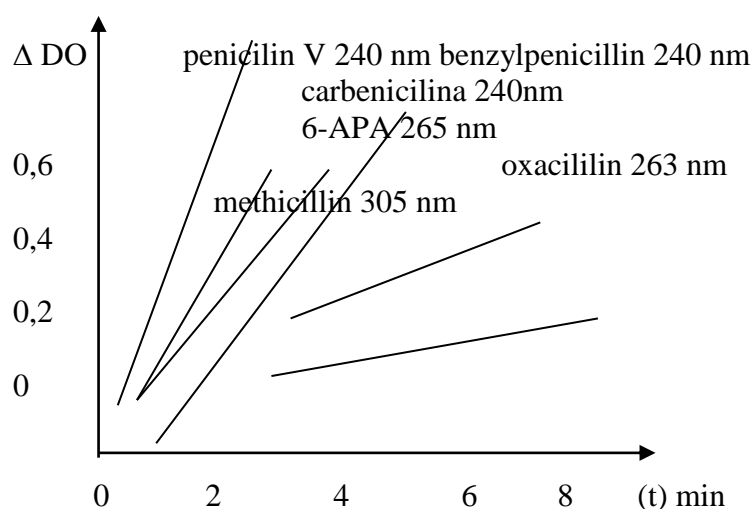 Δ DO penicilin V 240 nm benzylpenicillin 240 nm
carbenicilina 240nm
6-APA 265 nm
0,6 oxacililin 263 nm
methicillin 305 nm
0,4
0,2
0
0 2 4 6 8 (t) min